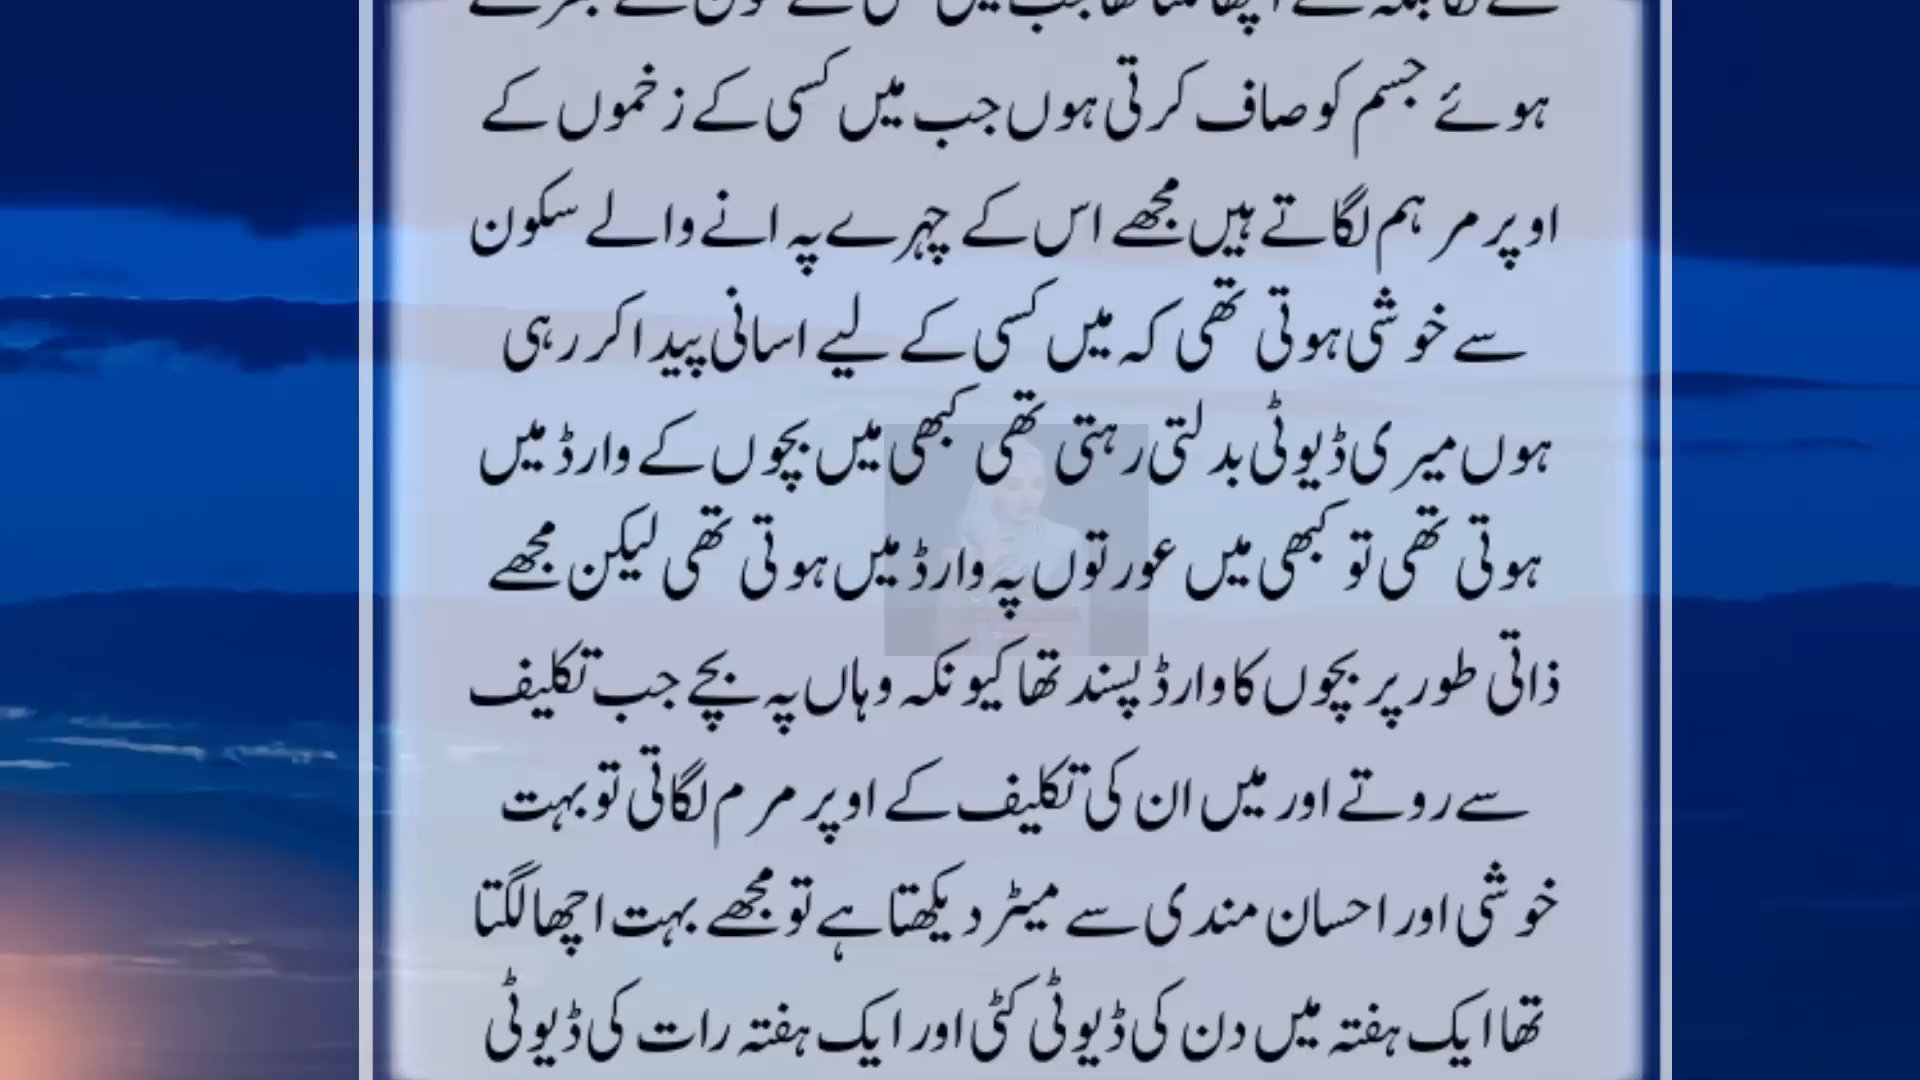 ہوئے جسم کو صاف کرتی ہوں جب میں کسی کے زخموں کے
اوپر مرہم لگاتے ہیں مجھے اس کے چہرے پہ انے والے سکون
سے خوشی ہوتی تھی کہ میں کسی کے لیے اسانی پیدا کر رہی
ہوں میری ڈیوٹی بدلتی رہتی تھی کبھی میں بچوں کے وارڈ میں
ہوتی تھی تو کبھی میں عورتوں پہ وارڈ میں ہوتی تھی لیکن مجھے
ذاتی طور پر بچوں کا وارڈ پسند تھا کیونکہ وہاں پہ بچے جب تکلیف
سے روتے اور میں ان کی تکلیف کے اوپر مرم لگاتی تو بہت
خوشی اور احسان مندی سے میٹر دیکھتا ہے تو مجھے بہت اچھا لگتا
تھا ایک ہفتہ میں دن کی ڈیوٹی کٹی اور ایک ہفتہ رات کی ڈیوٹی